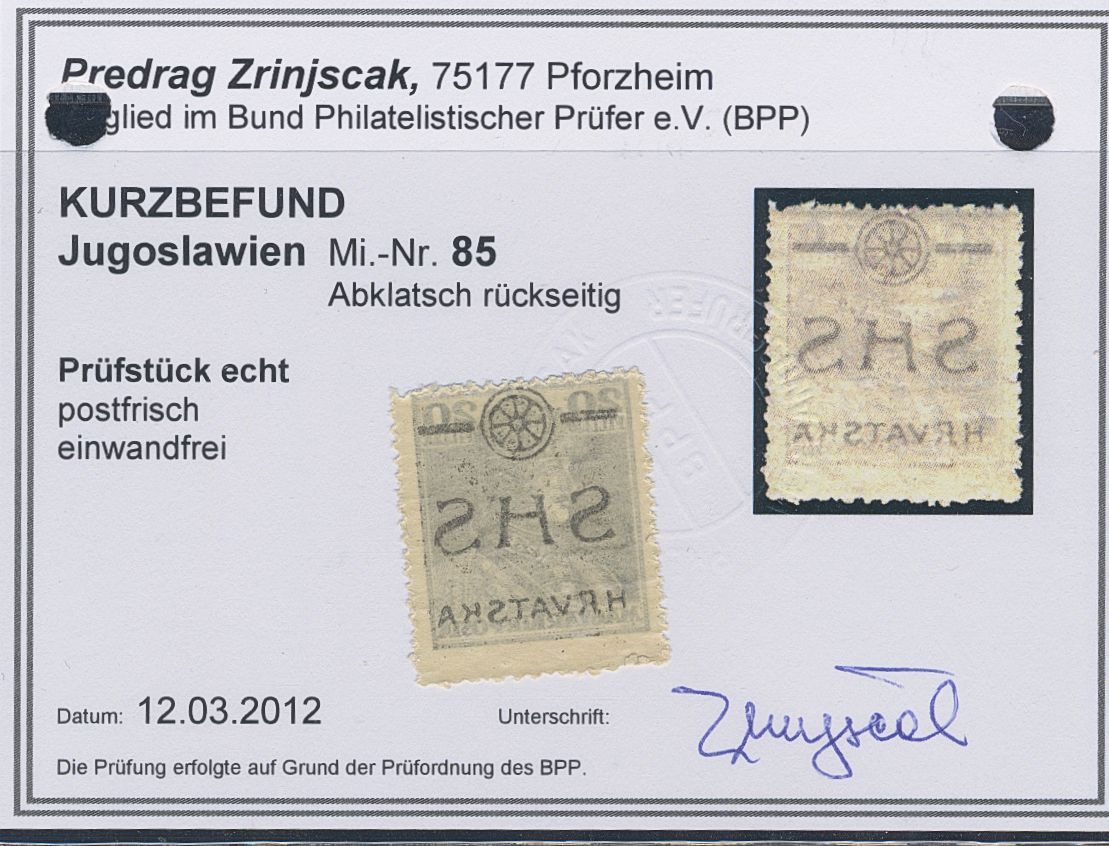 Predrag Zrinjscak, 75177 Pforzheim
glied im Bund Philatelistischer Prüfer e.V. (BPP)
KURZBEFUND
Jugoslawien Mi.-Nr. 85
Abklatsch rückseitig
Prüfstück echt
postfrisch
einwandfrei
SHS
HRVATSKA
20 20
SHS
HRVATSKA
Datum: 12.03.2012
Unterschrift:
Die Prüfung erfolgte auf Grund der Prüfordnung des BPP.